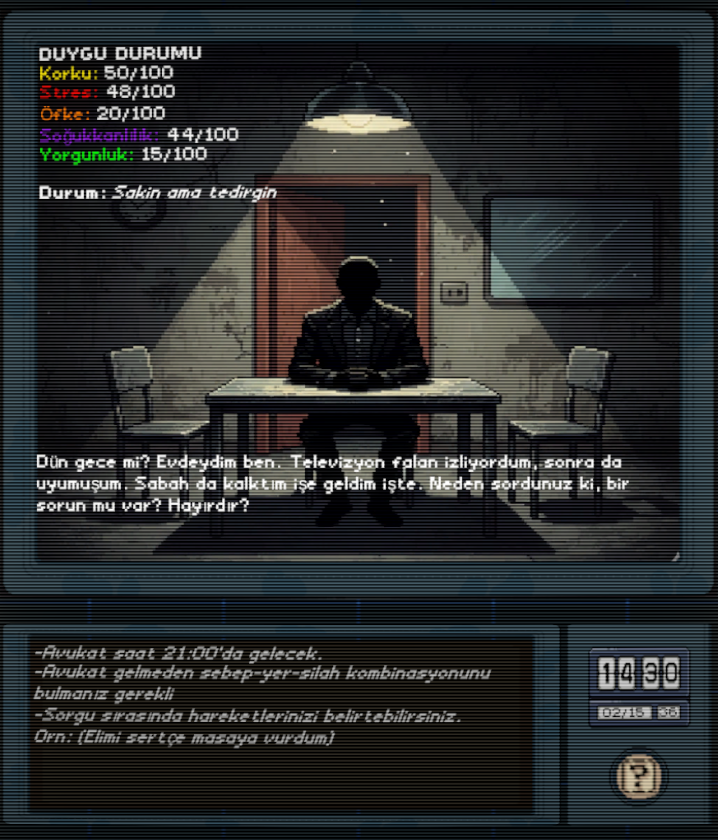 DUYGU DURUMU
Korku: 50/100
Stres: 48/100
Öfke: 20/100
Soğukkanlılık: 44/100
Yorgunluk: 15/100
Durum: Sakin ama tedirgin
Dün gece mi? Evdeydim ben. Televizyon falan izliyordum, sonra da
uyumuşum. Sabah da kalktım işe geldim işte. Neden sordunuz ki, bir
sorun mu var? Hayırdır?
-Avukat saat 21:00'da gelecek.
-Avukat gelmeden sebep-yer-silah kombinasyonunu
bulmanız gerekli
-Sorgu sırasında hareketlerinizi belirtebilirsiniz.
Orn: (Elimi sertçe masaya vurdum)
1430
02/15 36
?